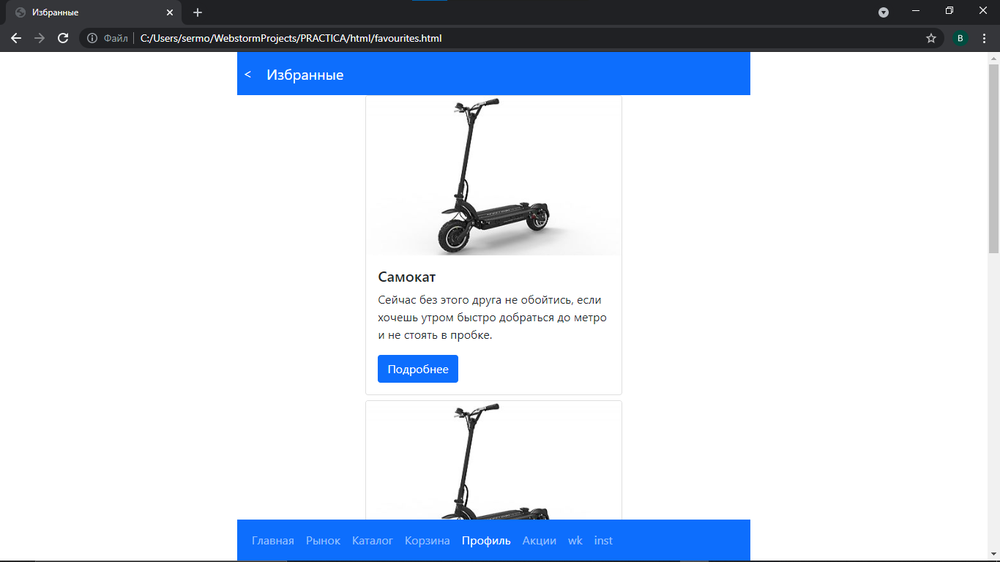 Избранные
Файл C:/Users/sermo/WebstormProjects/PRACTICA/html/favourites.html
B
< Избранные
Самокат
Сейчас без этого друга не обойтись, если
хочешь утром быстро добраться до метро
и не стоять в пробке.
Подробнее
Главная Рынок Каталог Корзина Профиль Акции wk inst